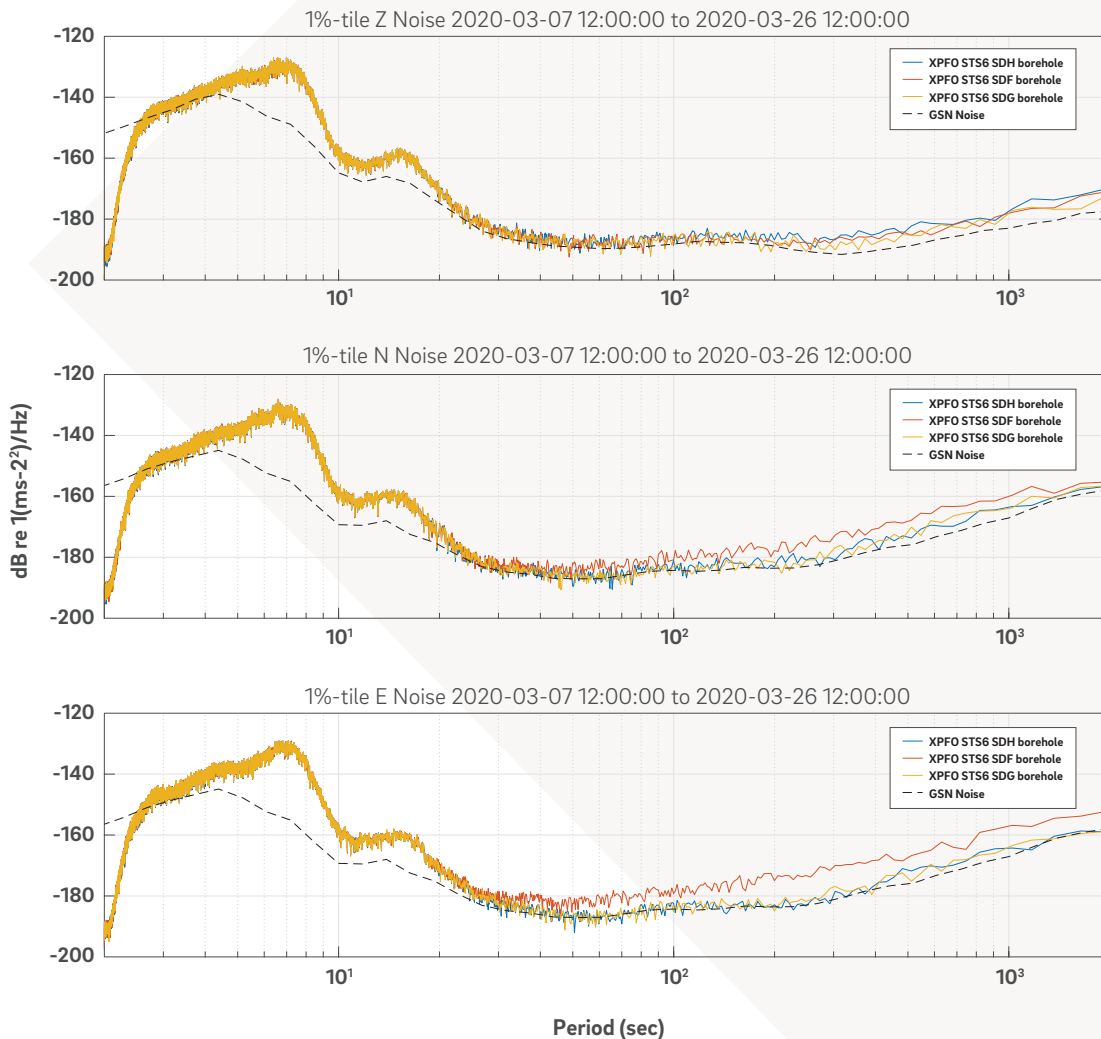 1%-tile Z Noise 2020-03-07 12:00:00 to 2020-03-26 12:00:00
-120
-140
-160
-180
-200
XPFO STS6 SDH borehole
XPFO STS6 SDF borehole
XPFO STS6 SDG borehole
GSN Noise
10¹
10²
10³
1%-tile N Noise 2020-03-07 12:00:00 to 2020-03-26 12:00:00
dB re 1(ms-2²)/Hz
-120
-140
-160
-180
-200
XPFO STS6 SDH borehole
XPFO STS6 SDF borehole
XPFO STS6 SDG borehole
GSN Noise
10¹
10²
10³
1%-tile E Noise 2020-03-07 12:00:00 to 2020-03-26 12:00:00
-120
-140
-160
-180
-200
XPFO STS6 SDH borehole
XPFO STS6 SDF borehole
XPFO STS6 SDG borehole
GSN Noise
10¹
10²
10³
Period (sec)